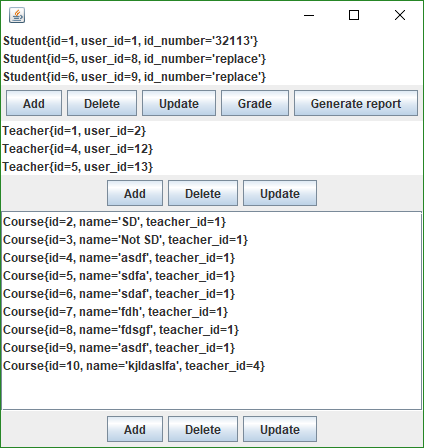 Student{id=1, user_id=1, id_number='32113'}
Student{id=5, user_id=8, id_number='replace'}
Student{id=6, user_id=9, id_number='replace'}
Add Delete Update Grade Generate report
Teacher{id=1, user_id=2}
Teacher{id=4, user_id=12}
Teacher{id=5, user_id=13}
Add Delete Update
Course{id=2, name='SD', teacher_id=1}
Course{id=3, name='Not SD', teacher_id=1}
Course{id=4, name='asdf', teacher_id=1}
Course{id=5, name='sdfa', teacher_id=1}
Course{id=6, name='sdaf', teacher_id=1}
Course{id=7, name='fdh', teacher_id=1}
Course{id=8, name='fdsgf', teacher_id=1}
Course{id=9, name='asdf', teacher_id=1}
Course{id=10, name='kjldaslfa', teacher_id=4}
Add Delete Update